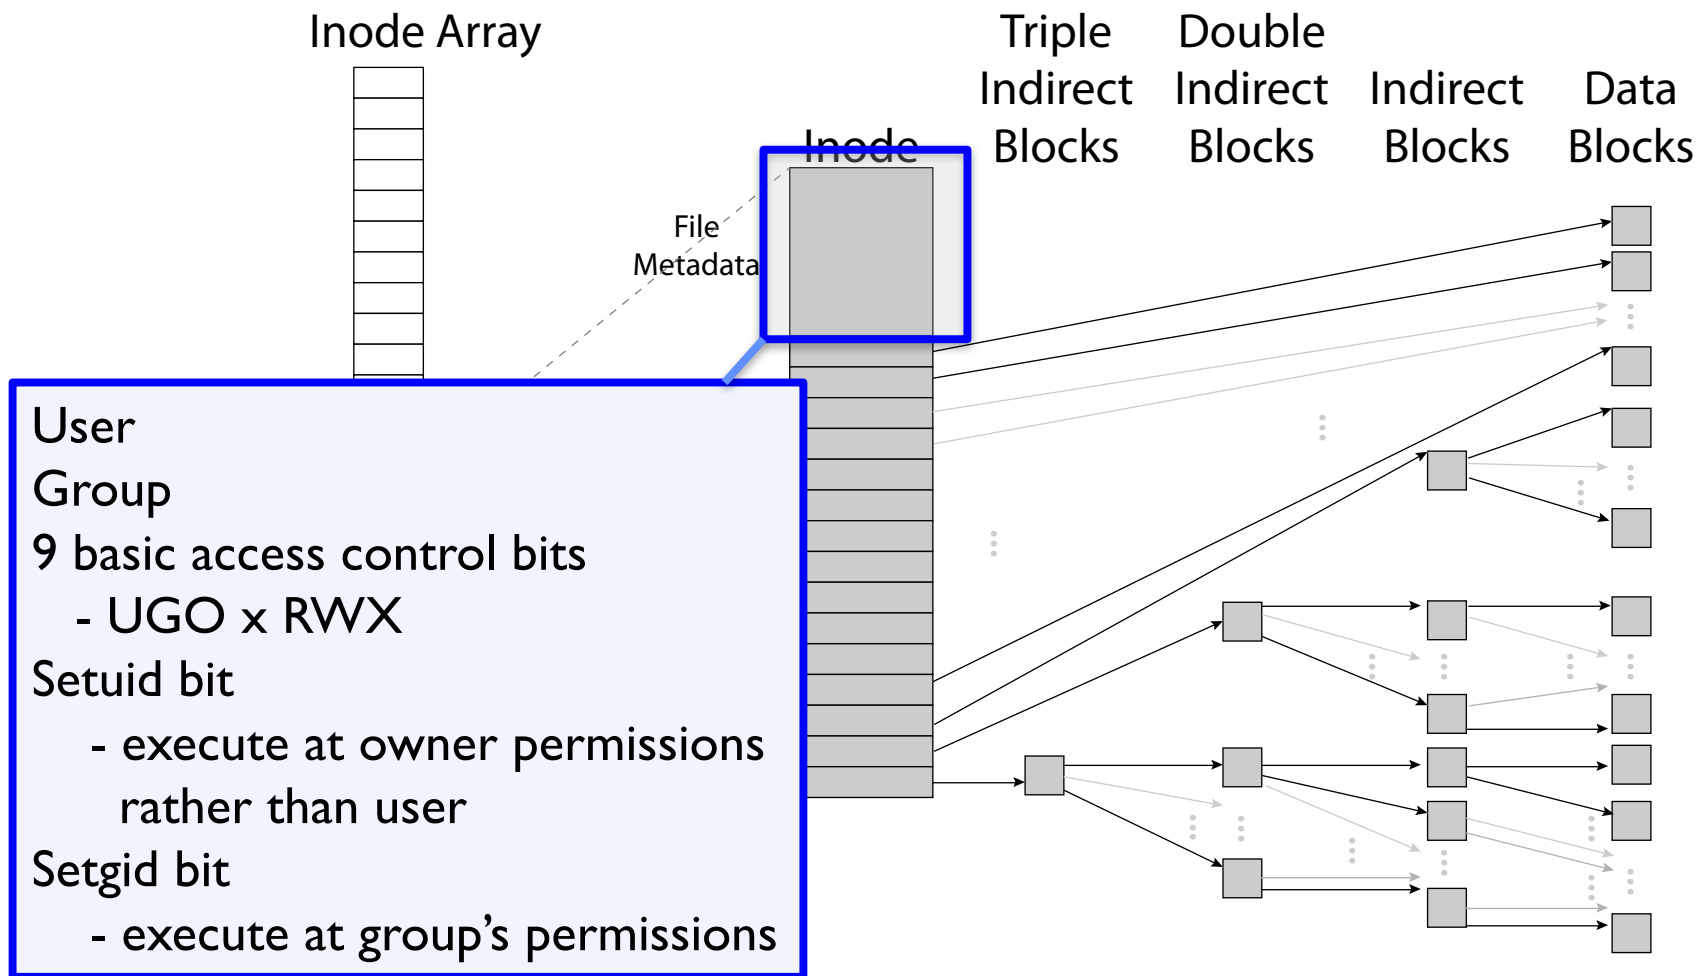 Inode Array
Triple
Indirect
Blocks
Double
Indirect
Blocks
Indirect
Blocks
Data
Blocks
Inode
File
Metadata
User
Group
9 basic access control bits
- UGO x RWX
Setuid bit
- execute at owner permissions
rather than user
Setgid bit
- execute at group’s permissions